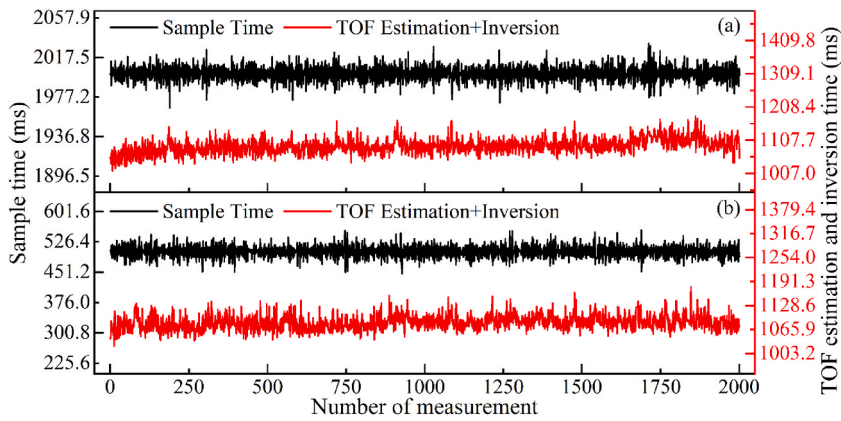 Sample time (ms)
2057.9
2017.5
1977.2
1936.8
1896.5
Sample Time
TOF Estimation+Inversion
(a)
1409.8
1309.1
1208.4
1107.7
1007.0
601.6
526.4
451.2
376.0
300.8
225.6
Sample Time
TOF Estimation+Inversion
(b)
1379.4
1316.7
1254.0
1191.3
1128.6
1065.9
1003.2
TOF estimation and inversion time (ms)
0 250 500 750 1000 1250 1500 1750 2000
Number of measurement